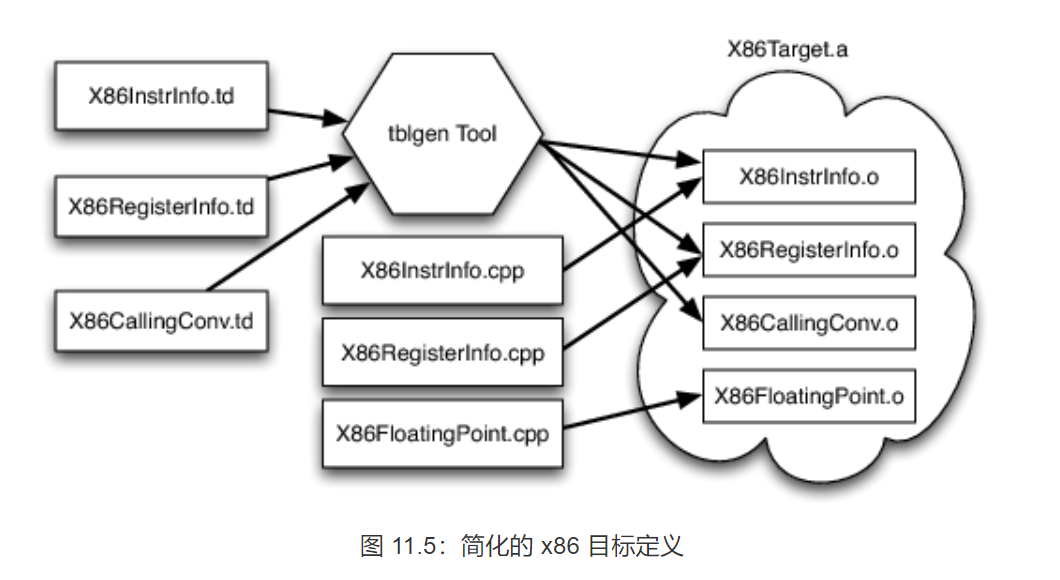 X86Target.a
X86InstrInfo.td
tblgen Tool
X86RegisterInfo.td
X86CallingConv.td
X86InstrInfo.cpp
X86RegisterInfo.cpp
X86FloatingPoint.cpp
X86InstrInfo.o
X86RegisterInfo.o
X86CallingConv.o
X86FloatingPoint.o
图 11.5：简化的 x86 目标定义